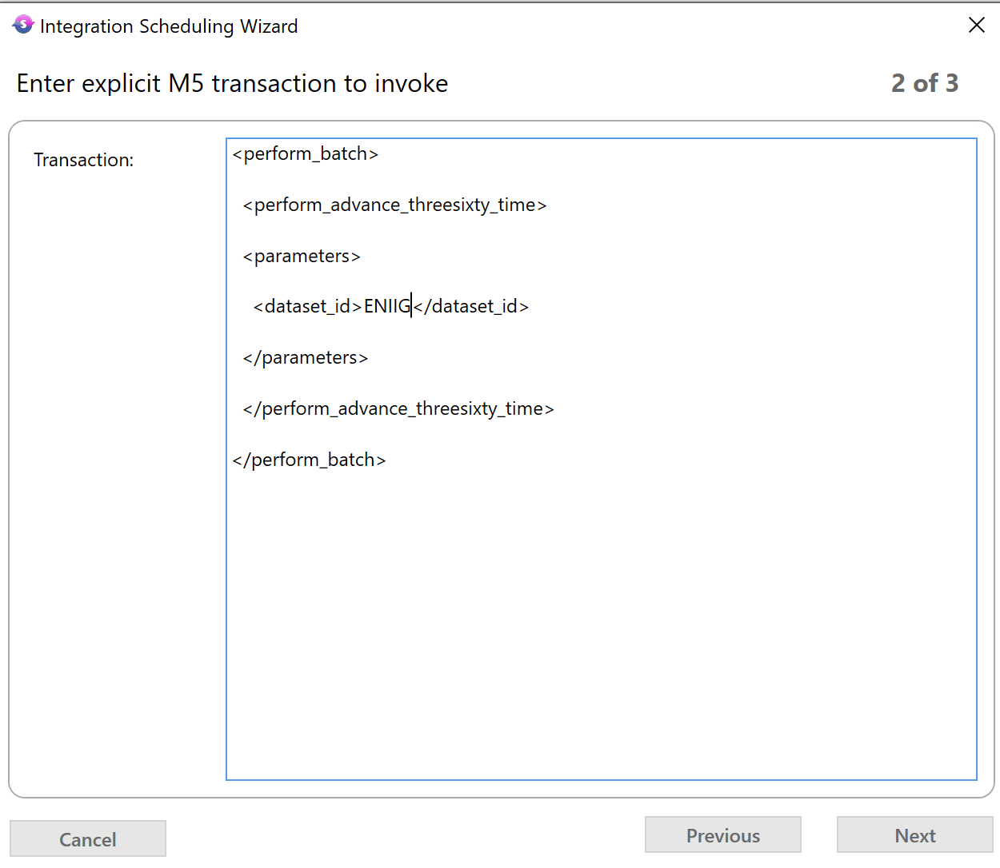 Integration Scheduling Wizard
Enter explicit M5 transaction to invoke
2 of 3
Transaction:
<perform_batch>
<perform_advance_threesixty_time>
<parameters>
<dataset_id>ENIIG</dataset_id>
</parameters>
</perform_advance_threesixty_time>
</perform_batch>
Cancel
Previous
Next